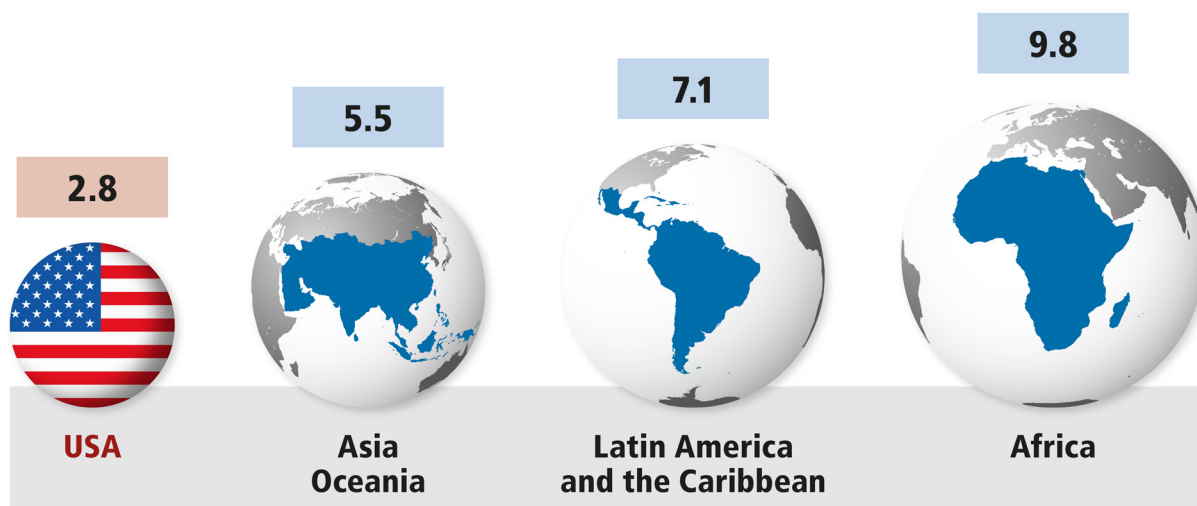 2.8
5.5
7.1
9.8
USA
Asia
Oceania
Latin America
and the Caribbean
Africa